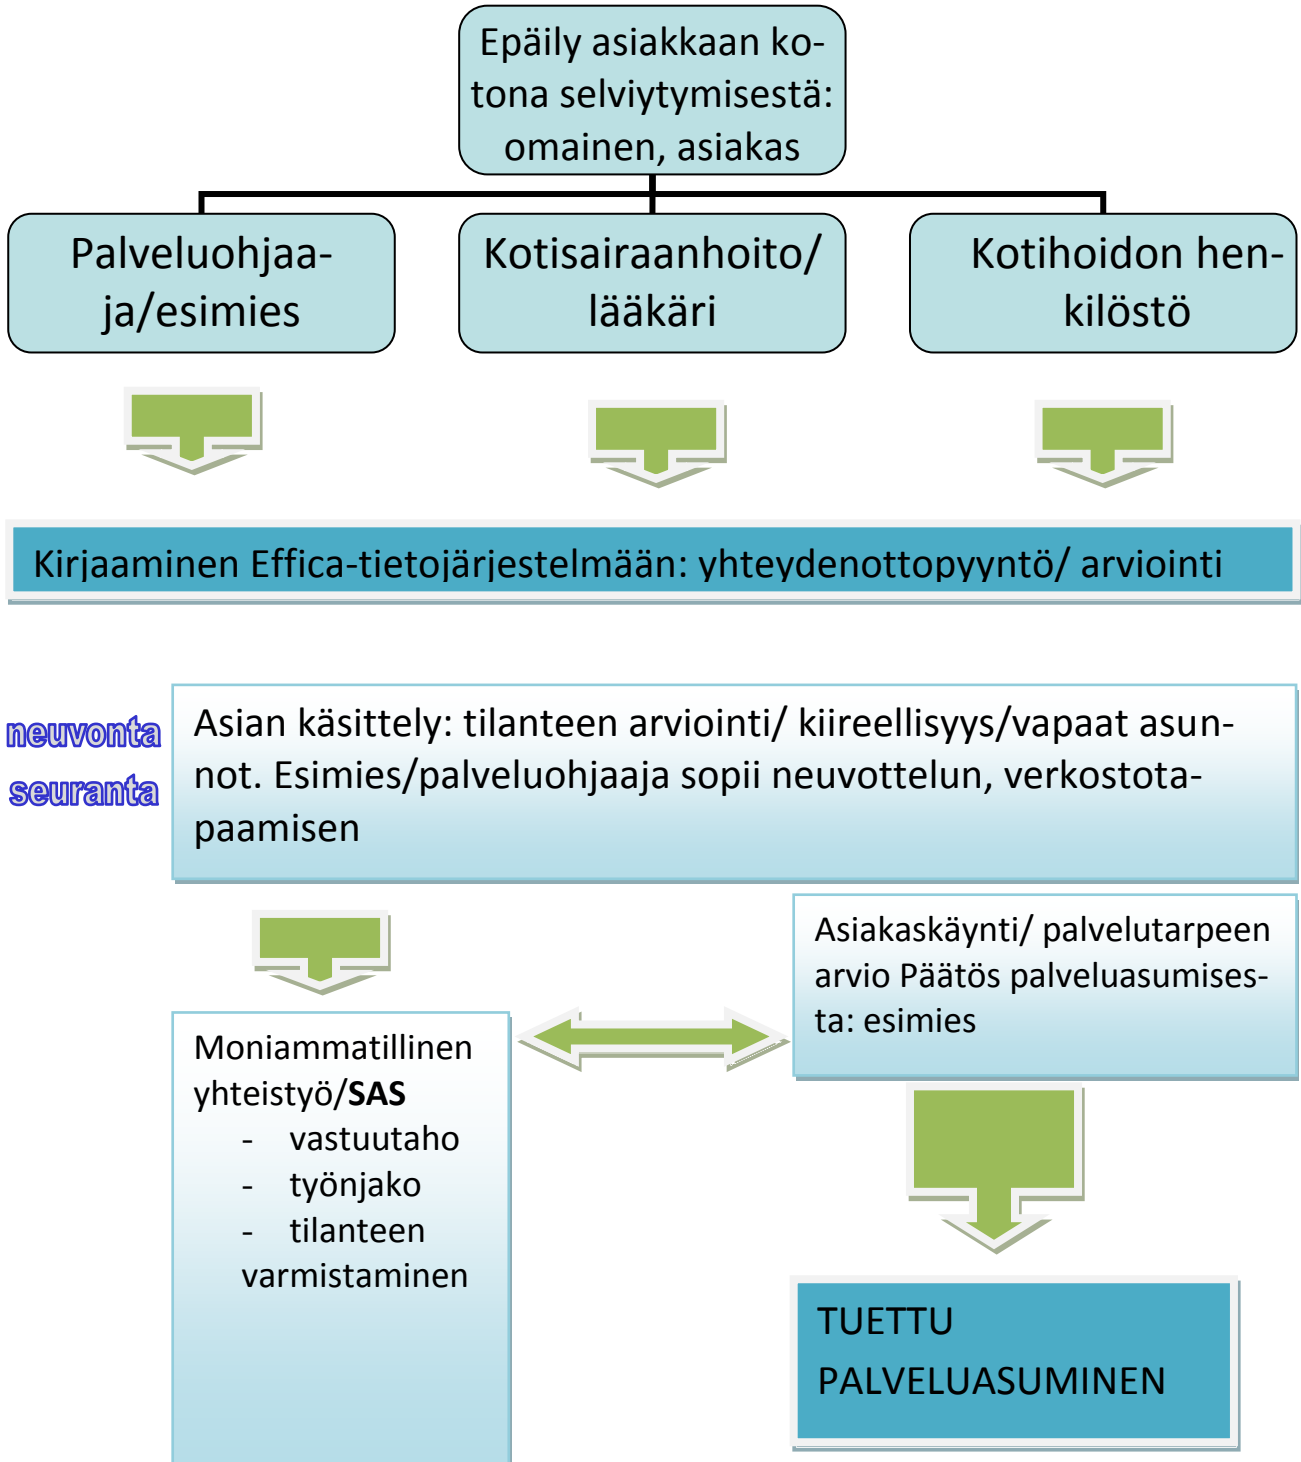 Epäily asiakkaan ko-
tona selviytymisestä:
omainen, asiakas
Palveluohjaa-
ja/esimies
Kotisairaanhoito/
lääkäri
Kotihoidon hen-
kilöstö
Kirjaaminen Effica-tietojärjestelmään: yhteydenottopyyntö/ arviointi
neuvonta
seuranta
Asian käsittely: tilanteen arviointi/ kiireellisyys/vapaat asun-
not. Esimies/palveluohjaaja sopii neuvottelun, verkostota-
paamisen
Asiakaskäynti/ palvelutarpeen
arvio Päätös palveluasumises-
ta: esimies
Moniammatillinen
yhteistyö/SAS
- vastuutaho
- työnjako
- tilanteen
varmistaminen
TUETTU
PALVELUASUMINEN